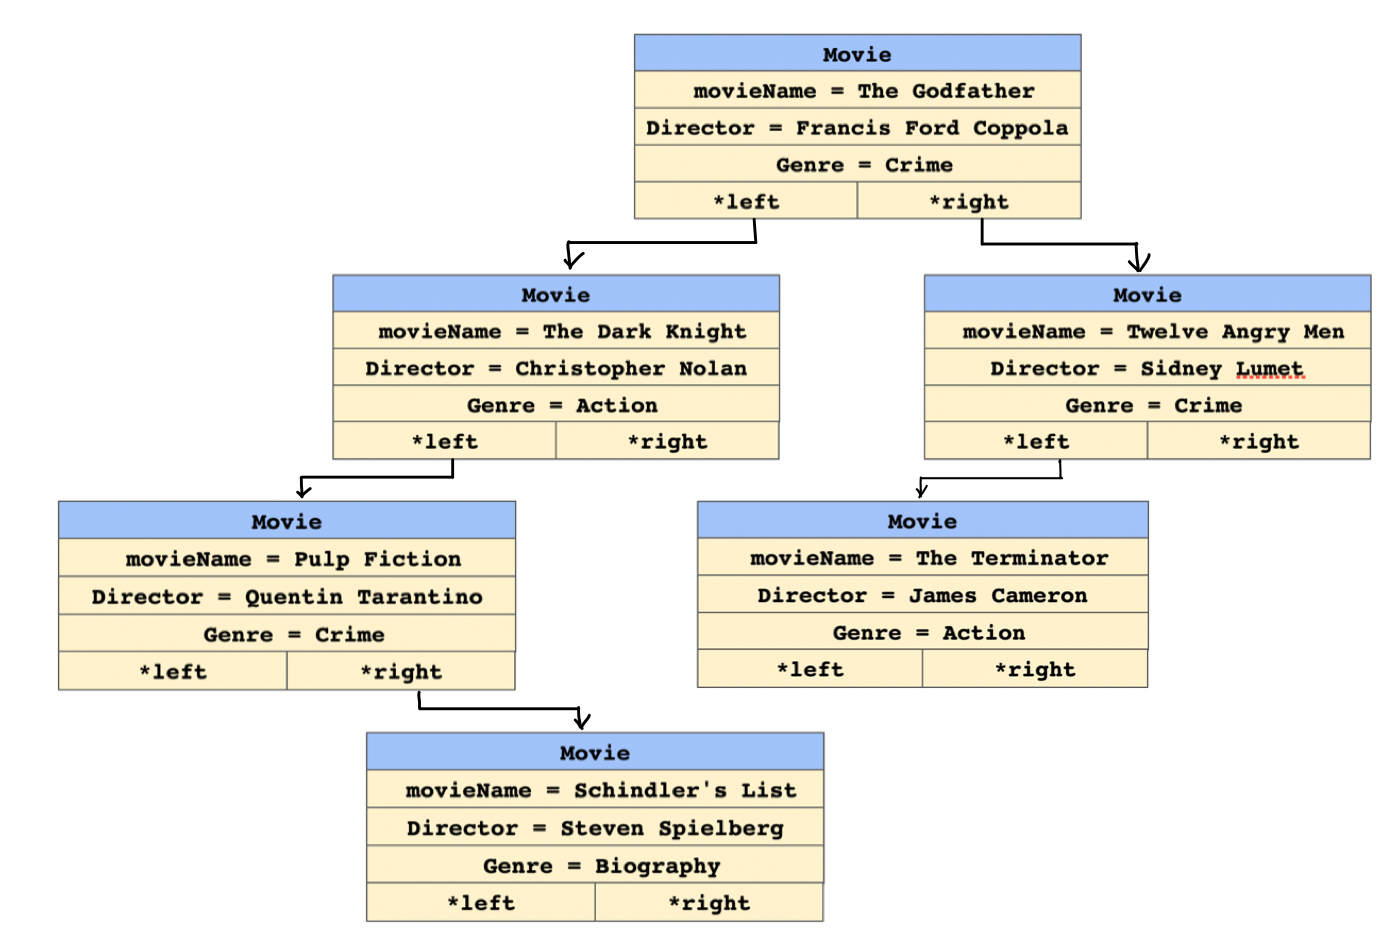 Movie
movieName = The Godfather
Director = Francis Ford Coppola
Genre = Crime
*left *right
Movie
movieName = The Dark Knight
Director = Christopher Nolan
Genre = Action
*left *right
Movie
movieName = Twelve Angry Men
Director = Sidney Lumet
Genre = Crime
*left *right
Movie
movieName = Pulp Fiction
Director = Quentin Tarantino
Genre = Crime
*left *right
Movie
movieName = The Terminator
Director = James Cameron
Genre = Action
*left *right
Movie
movieName = Schindler's List
Director = Steven Spielberg
Genre = Biography
*left *right